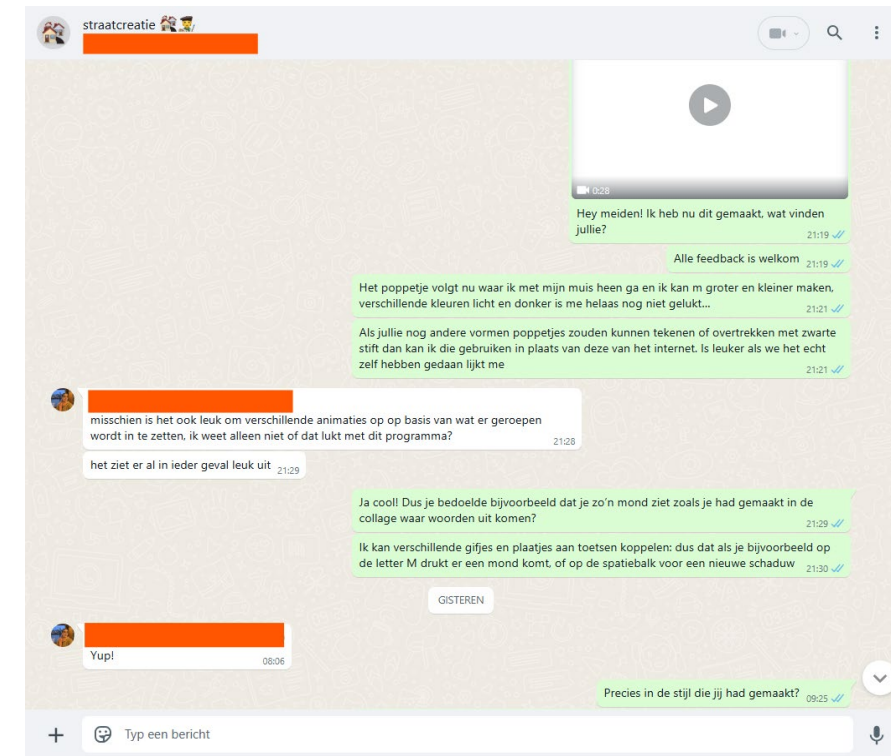 straatcreatie
0:28
Hey meiden! Ik heb nu dit gemaakt, wat vinden
jullie?
21:19
Alle feedback is welkom 21:19
Het poppetje volgt nu waar ik met mijn muis heen ga en ik kan m groter en kleiner maken,
verschillende kleuren licht en donker is me helaas nog niet gelukt...
21:21
Als jullie nog andere vormen poppetjes zouden kunnen tekenen of overtrekken met zwarte
stift dan kan ik die gebruiken in plaats van deze van het internet. Is leuker als we het echt
zelf hebben gedaan lijkt me
21:21
misschien is het ook leuk om verschillende animaties op op basis van wat er geroepen
wordt in te zetten, ik weet alleen niet of dat lukt met dit programma?
21:28
het ziet er al in ieder geval leuk uit 21:29
Ja cool! Dus je bedoelde bijvoorbeeld dat je zo'n mond ziet zoals je had gemaakt in de
collage waar woorden uit komen?
21:29
Ik kan verschillende gifjes en plaatjes aan toetsen koppelen: dus dat als je bijvoorbeeld op
de letter M drukt er een mond komt, of op de spatiebalk voor een nieuwe schaduw 21:30
GISTEREN
Yup!
08:06
Precies in de stijl die jij had gemaakt? 09:25
Typ een bericht